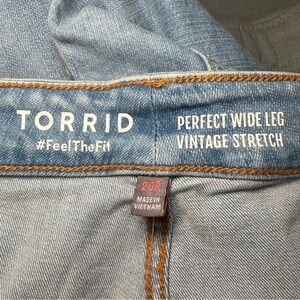 TORRID
#FeelTheFit
PERFECT WIDE LEG
VINTAGE STRETCH
20R
MADE IN
VIETNAM